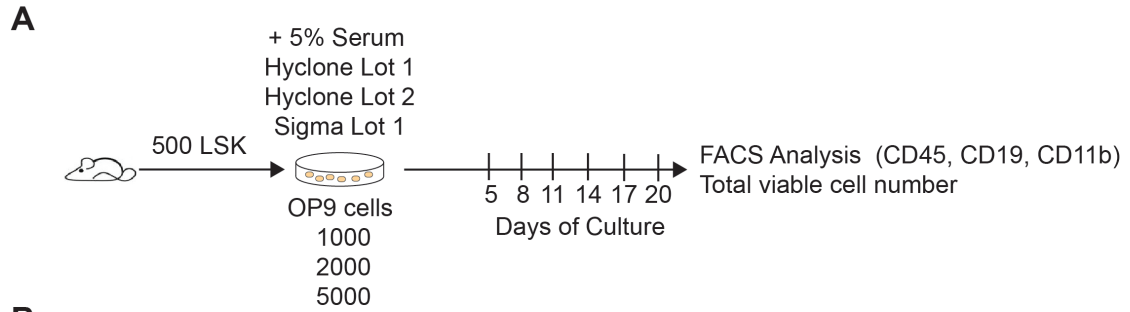 A
+ 5% Serum
Hyclone Lot 1
Hyclone Lot 2
Sigma Lot 1
500 LSK
OP9 cells
1000
2000
5000
5 8 11 14 17 20
Days of Culture
FACS Analysis (CD45, CD19, CD11b)
Total viable cell number